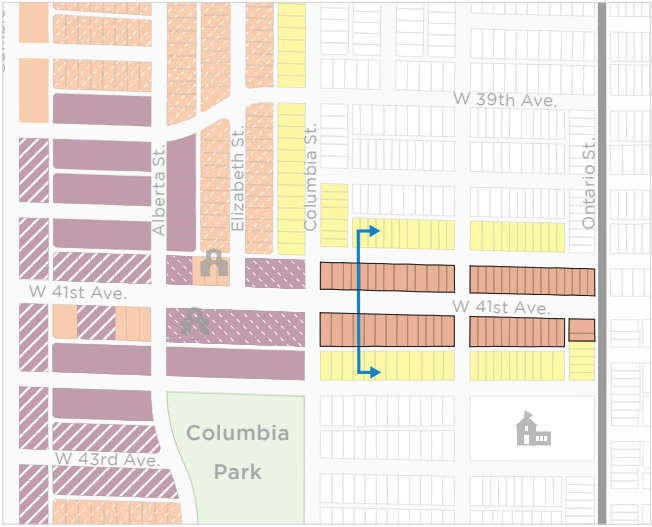 W 39th Ave.
Alberta St.
Elizabeth St.
Columbia St.
Ontario St.
W 41st Ave.
W 41st Ave.
Columbia
Park
W 43rd Ave.